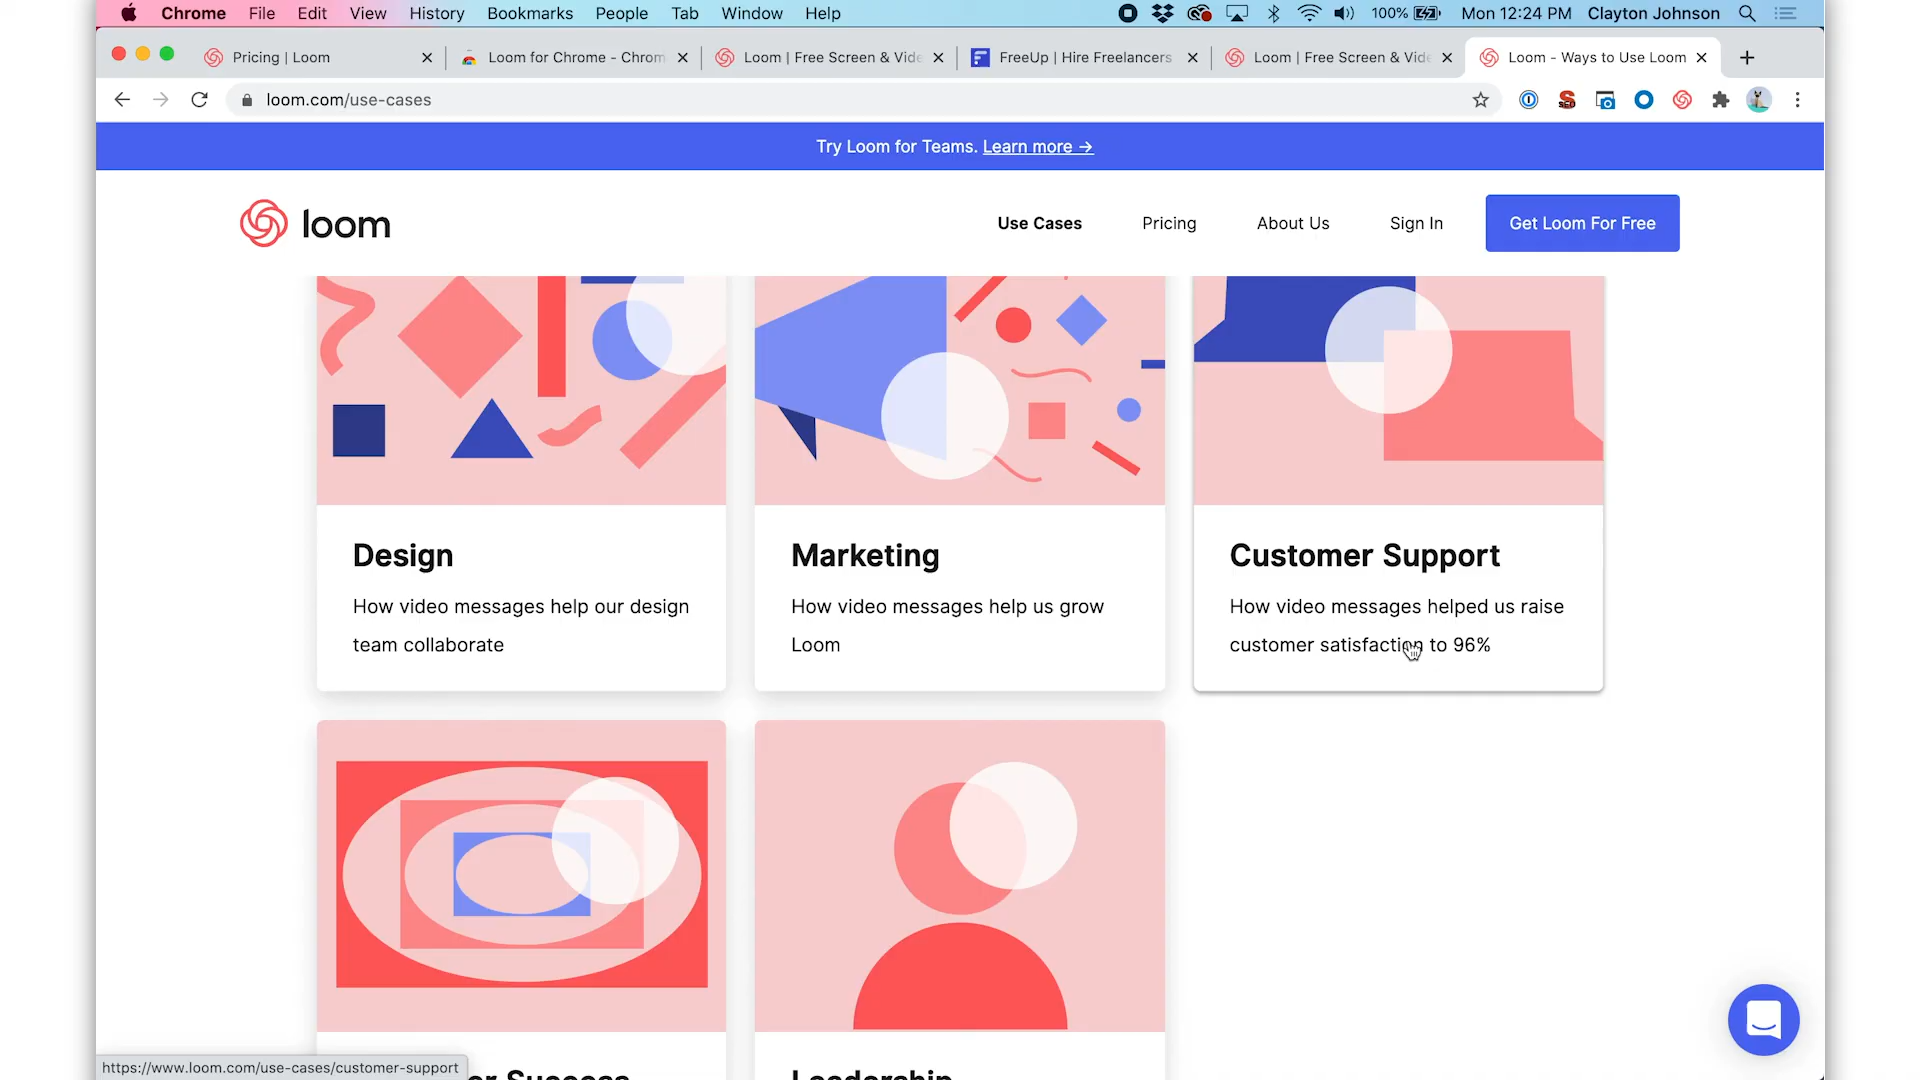 Chrome File Edit View History Bookmarks People Tab Window Help 100% Mon 12:24 PM Clayton Johnson
Pricing | Loom
Loom for Chrome - Chrom
Loom | Free Screen & Vide
FreeUp | Hire Freelancers
Loom | Free Screen & Vide
Loom - Ways to Use Loom
loom.com/use-cases
SEO
Try Loom for Teams. Learn more →
loom
Use Cases Pricing About Us Sign In Get Loom For Free
Design
How video messages help our design
team collaborate
Marketing
How video messages help us grow
Loom
Customer Support
How video messages helped us raise
customer satisfaction to 96%
https://www.loom.com/use-cases/customer-support
er Success
Leadership